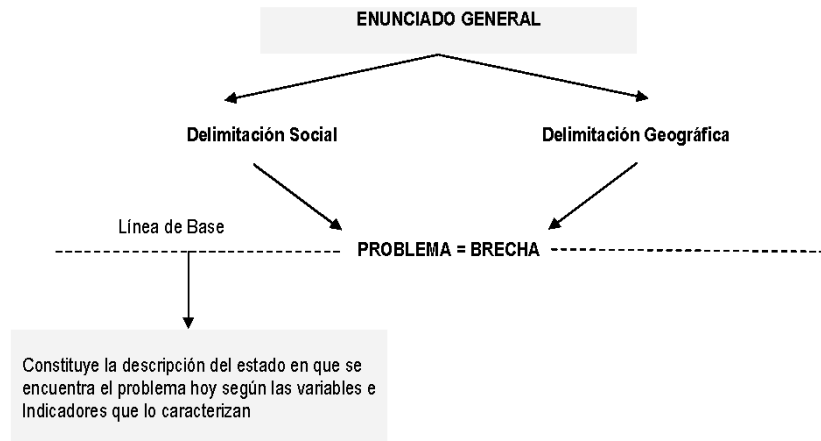 ENUNCIADO GENERAL
Delimitación Social
Delimitación Geográfica
Línea de Base
PROBLEMA = BRECHA
Constituye la descripción del estado en que se
encuentra el problema hoy según las variables e
Indicadores que lo caracterizan